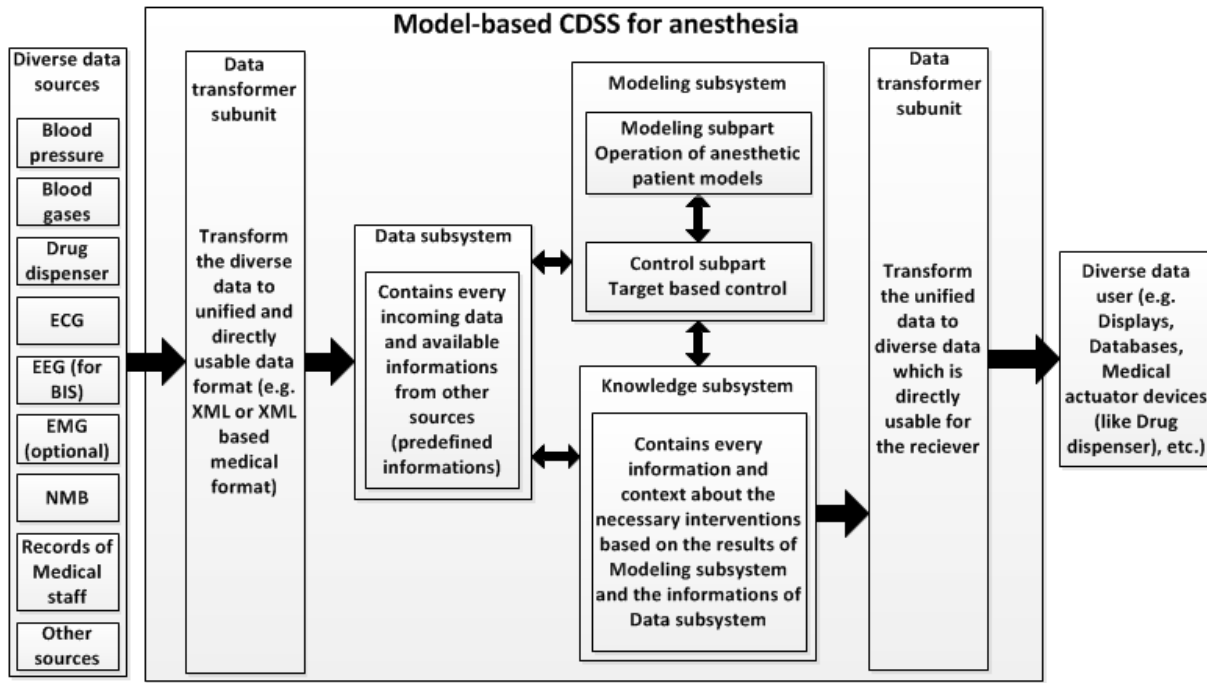 Model-based CDSS for anesthesia
Diverse data
sources
Blood
pressure
Blood
gases
Drug
dispenser
ECG
EEG (for
BIS)
EMG
(optional)
NMB
Records of
Medical
staff
Other
sources
Data
transformer
subunit
Transform
the diverse
data to
unified and
directly
usable data
format (e.g.
XML or XML
based
medical
format)
Data subsystem
Contains every
incoming data
and available
informations
from other
sources
(predefined
informations)
Modeling subsystem
Modeling subpart
Operation of anesthetic
patient models
Control subpart
Target based control
Knowledge subsystem
Contains every
information and
context about the
necessary interventions
based on the results of
Modeling subsystem
and the informations of
Data subsystem
Data
transformer
subunit
Transform
the unified
data to
diverse data
which is
directly
usable for
the reciever
Diverse data
user (e.g.
Displays,
Databases,
Medical
actuator devices
(like Drug
dispenser), etc.)